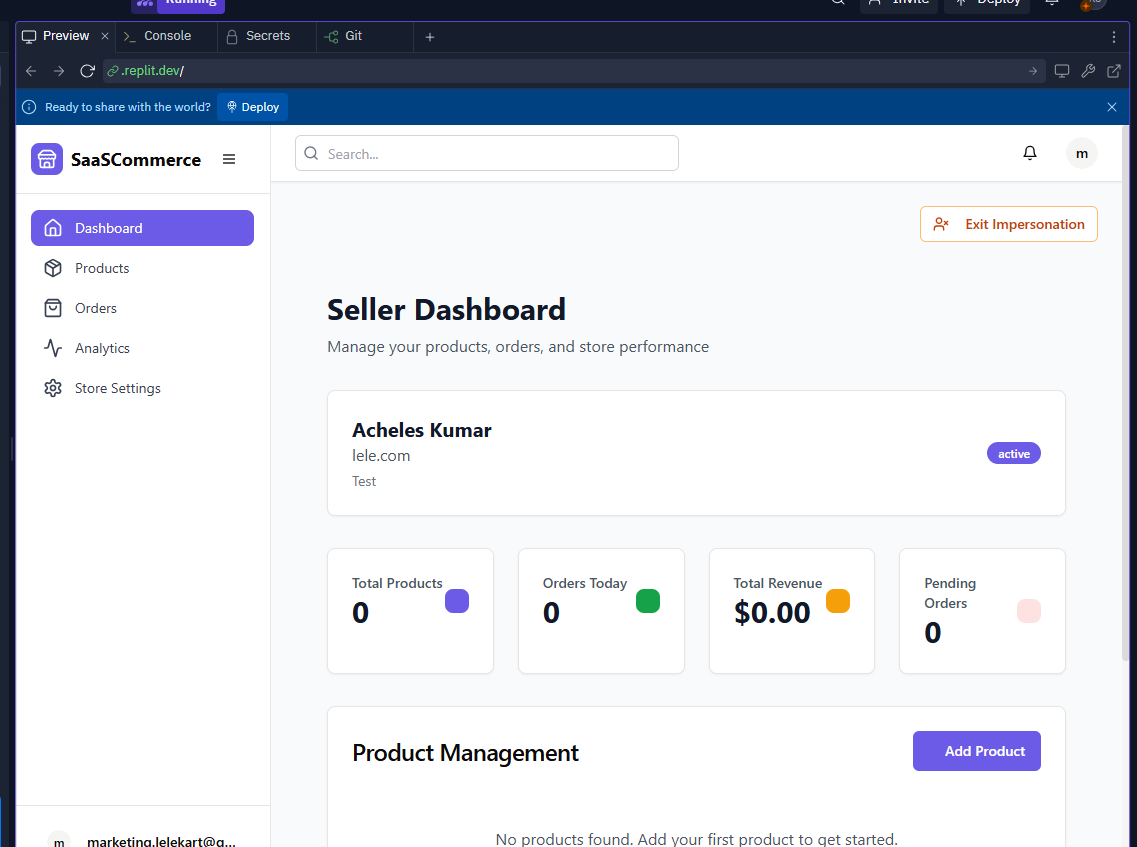 Running
Invite
Deploy
Preview
Console
Secrets
Git
.replit.dev/
Ready to share with the world?
Deploy
SaaSCommerce
Search...
m
Dashboard
Products
Orders
Analytics
Store Settings
Exit Impersonation
Seller Dashboard
Manage your products, orders, and store performance
Acheles Kumar
lele.com
Test
active
Total Products
0
Orders Today
0
Total Revenue
$0.00
Pending
Orders
0
Product Management
Add Product
No products found. Add your first product to get started.
m
marketing.lelekart@g...